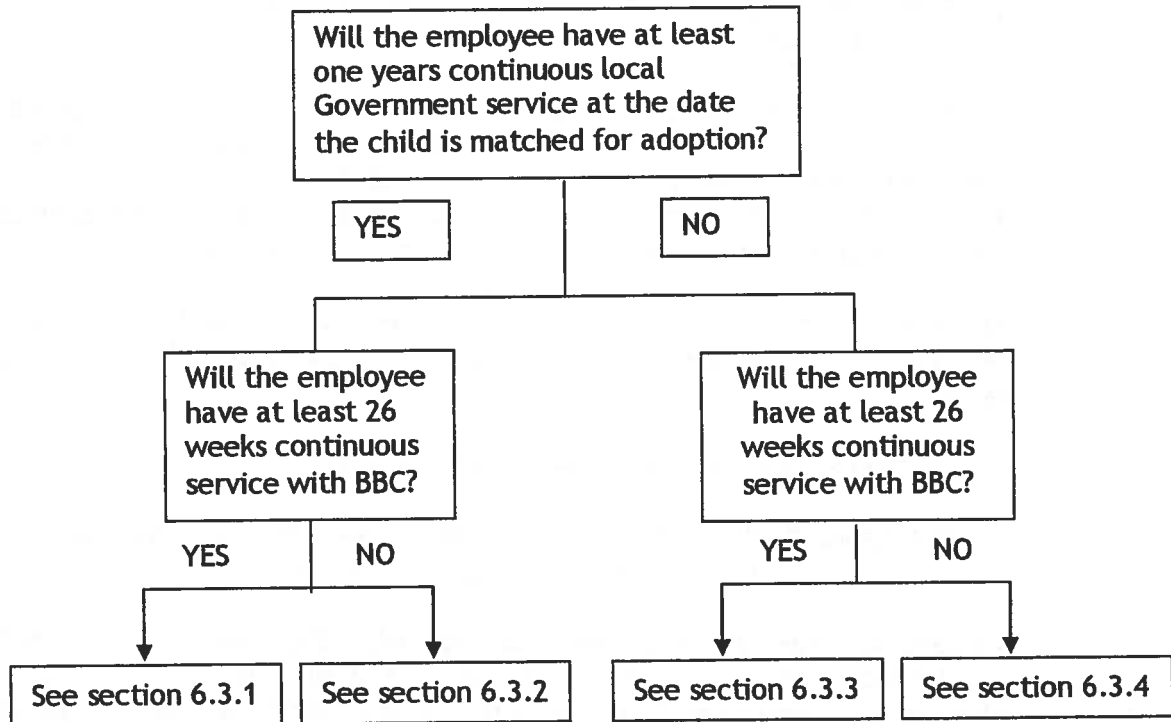 Will the employee have at least
one years continuous local
Government service at the date
the child is matched for adoption?
YES
NO
Will the employee
have at least 26
weeks continuous
service with BBC?
Will the employee
have at least 26
weeks continuous
service with BBC?
YES
NO
YES
NO
See section 6.3.1
See section 6.3.2
See section 6.3.3
See section 6.3.4